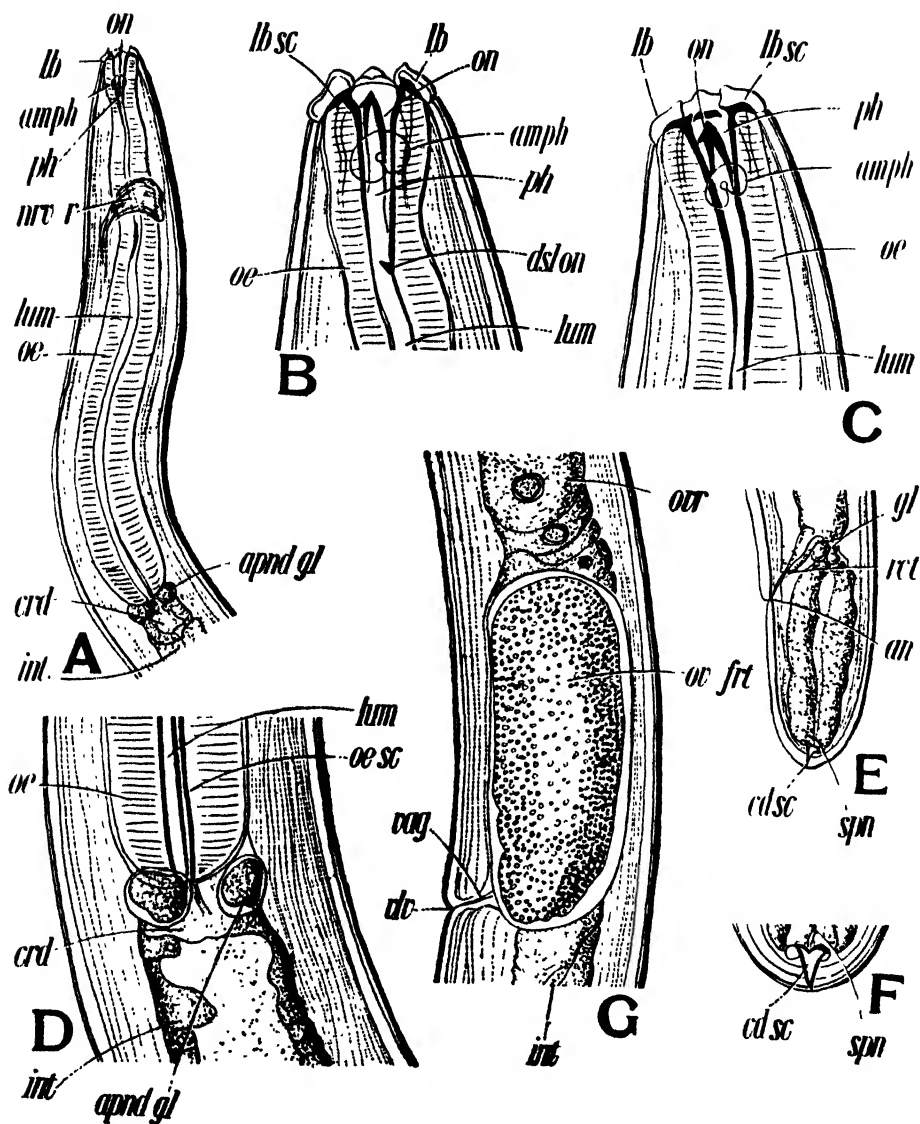 on
lb
amph
ph
nrv r
lum
oe
apnd gl
crd
int.
A
lb sc
lb
on
amph
ph
oe
dsl on
lum
B
lb
on
lb sc
ph
amph
oe
lum
C
lum
oe sc
oe
crd
D
int
apnd gl
ovr
ov frt
vag
vlv
G
int
gl
rct
an
E
cd sc
spn
F
cd sc
spn